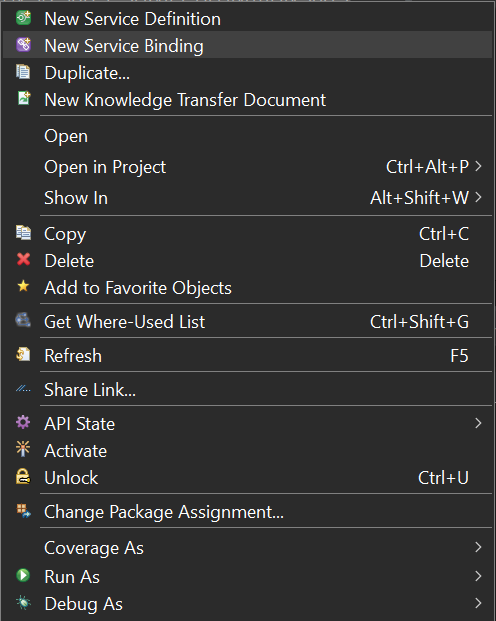 New Service Definition
New Service Binding
Duplicate...
New Knowledge Transfer Document
Open
Open in Project Ctrl+Alt+P
Show In Alt+Shift+W
Copy Ctrl+C
Delete Delete
Add to Favorite Objects
Get Where-Used List Ctrl+Shift+G
Refresh F5
Share Link...
API State
Activate
Unlock Ctrl+U
Change Package Assignment...
Coverage As
Run As
Debug As